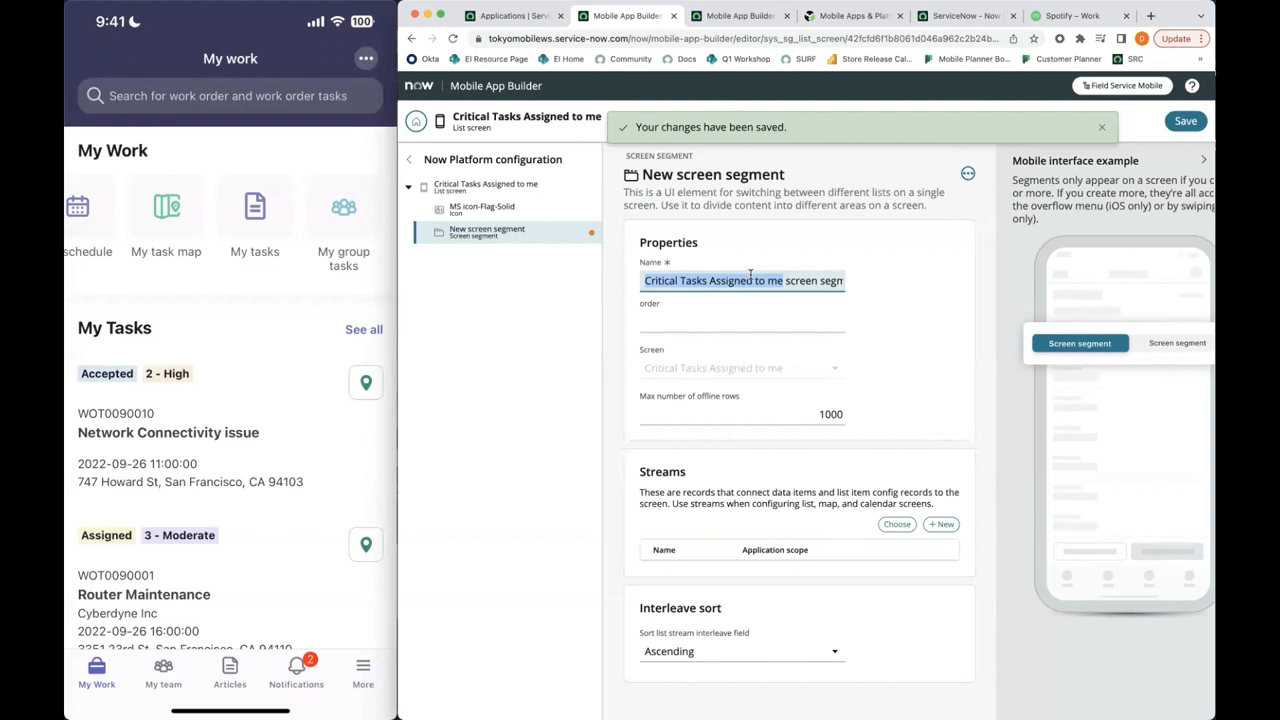 9:41
100
My work
Search for work order and work order tasks
My Work
schedule
My task map
My tasks
My group
tasks
My Tasks
See all
Accepted
2 - High
WOT0090010
Network Connectivity issue
2022-09-26 11:00:00
747 Howard St, San Francisco, CA 94103
Assigned
3 - Moderate
WOT0090001
Router Maintenance
Cyberdyne Inc
2022-09-26 16:00:00
3351 23rd St, San Francisco, CA 94110
My Work
My team
Articles
2
Notifications
More
Applications | Serv
Mobile App Builder
Mobile App Builder
Mobile Apps & Plat
ServiceNow - Now
Spotify – Work
tokyomobilews.service-now.com/now/mobile-app-builder/editor/sys_sg_list_screen/42fcfd6f1b8061d046a962c2b24b...
D
Update
Okta
EI Resource Page
EI Home
Community
Docs
Q1 Workshop
SURF
Store Release Cal...
Mobile Planner Bo...
Customer Planner
SRC
»
now
Mobile App Builder
Field Service Mobile
?
Critical Tasks Assigned to me
List screen
Your changes have been saved.
Save
Now Platform configuration
Critical Tasks Assigned to me
List screen
MS icon-Flag-Solid
Icon
New screen segment
Screen segment
SCREEN SEGMENT
New screen segment
This is a UI element for switching between different lists on a single
screen. Use it to divide content into different areas on a screen.
Properties
Name ∗
Critical Tasks Assigned to me screen segm
order
Screen
Critical Tasks Assigned to me
Max number of offline rows
1000
Streams
These are records that connect data items and list item config records to the
screen. Use streams when configuring list, map, and calendar screens.
Choose
+ New
Name
Application scope
Interleave sort
Sort list stream interleave field
Ascending
Mobile interface example
Segments only appear on a screen if you c
or more. If you create more, they're all acc
the overflow menu (iOS only) or by swiping
only).
Screen segment
Screen segment